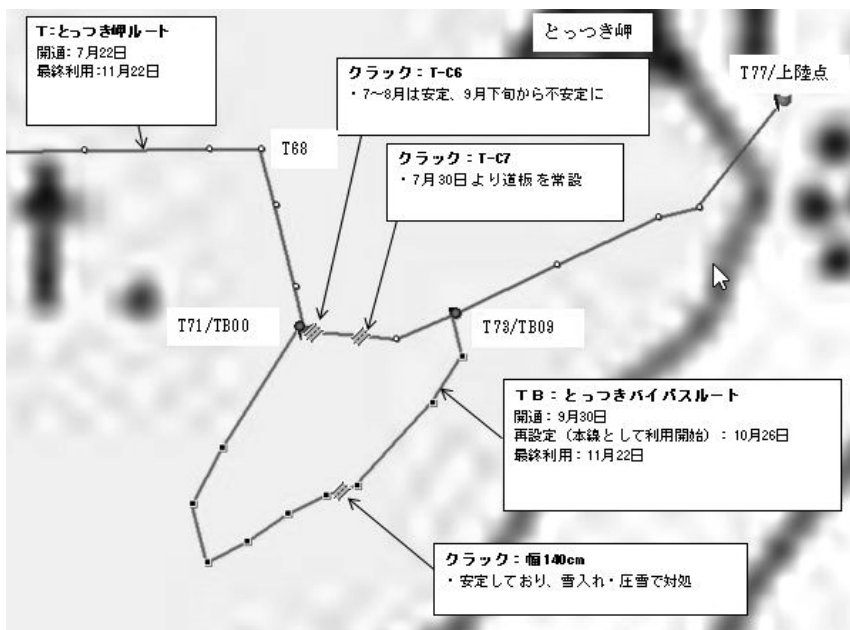 T:とっつき岬ルート
開通:7月22日
最終利用:11月22日
とっつき岬
T77/上陸点
クラック:T-C6
・7～8月は安定、9月下旬から不安定に
T68
クラック:T-C7
・7月30日より道板を常設
T71/TB00
T73/TB09
TB:とっつきバイパスルート
開通:9月30日
再設定(本線として利用開始):10月26日
最終利用:11月22日
クラック:幅140cm
・安定しており、雪入れ・圧雪で対処